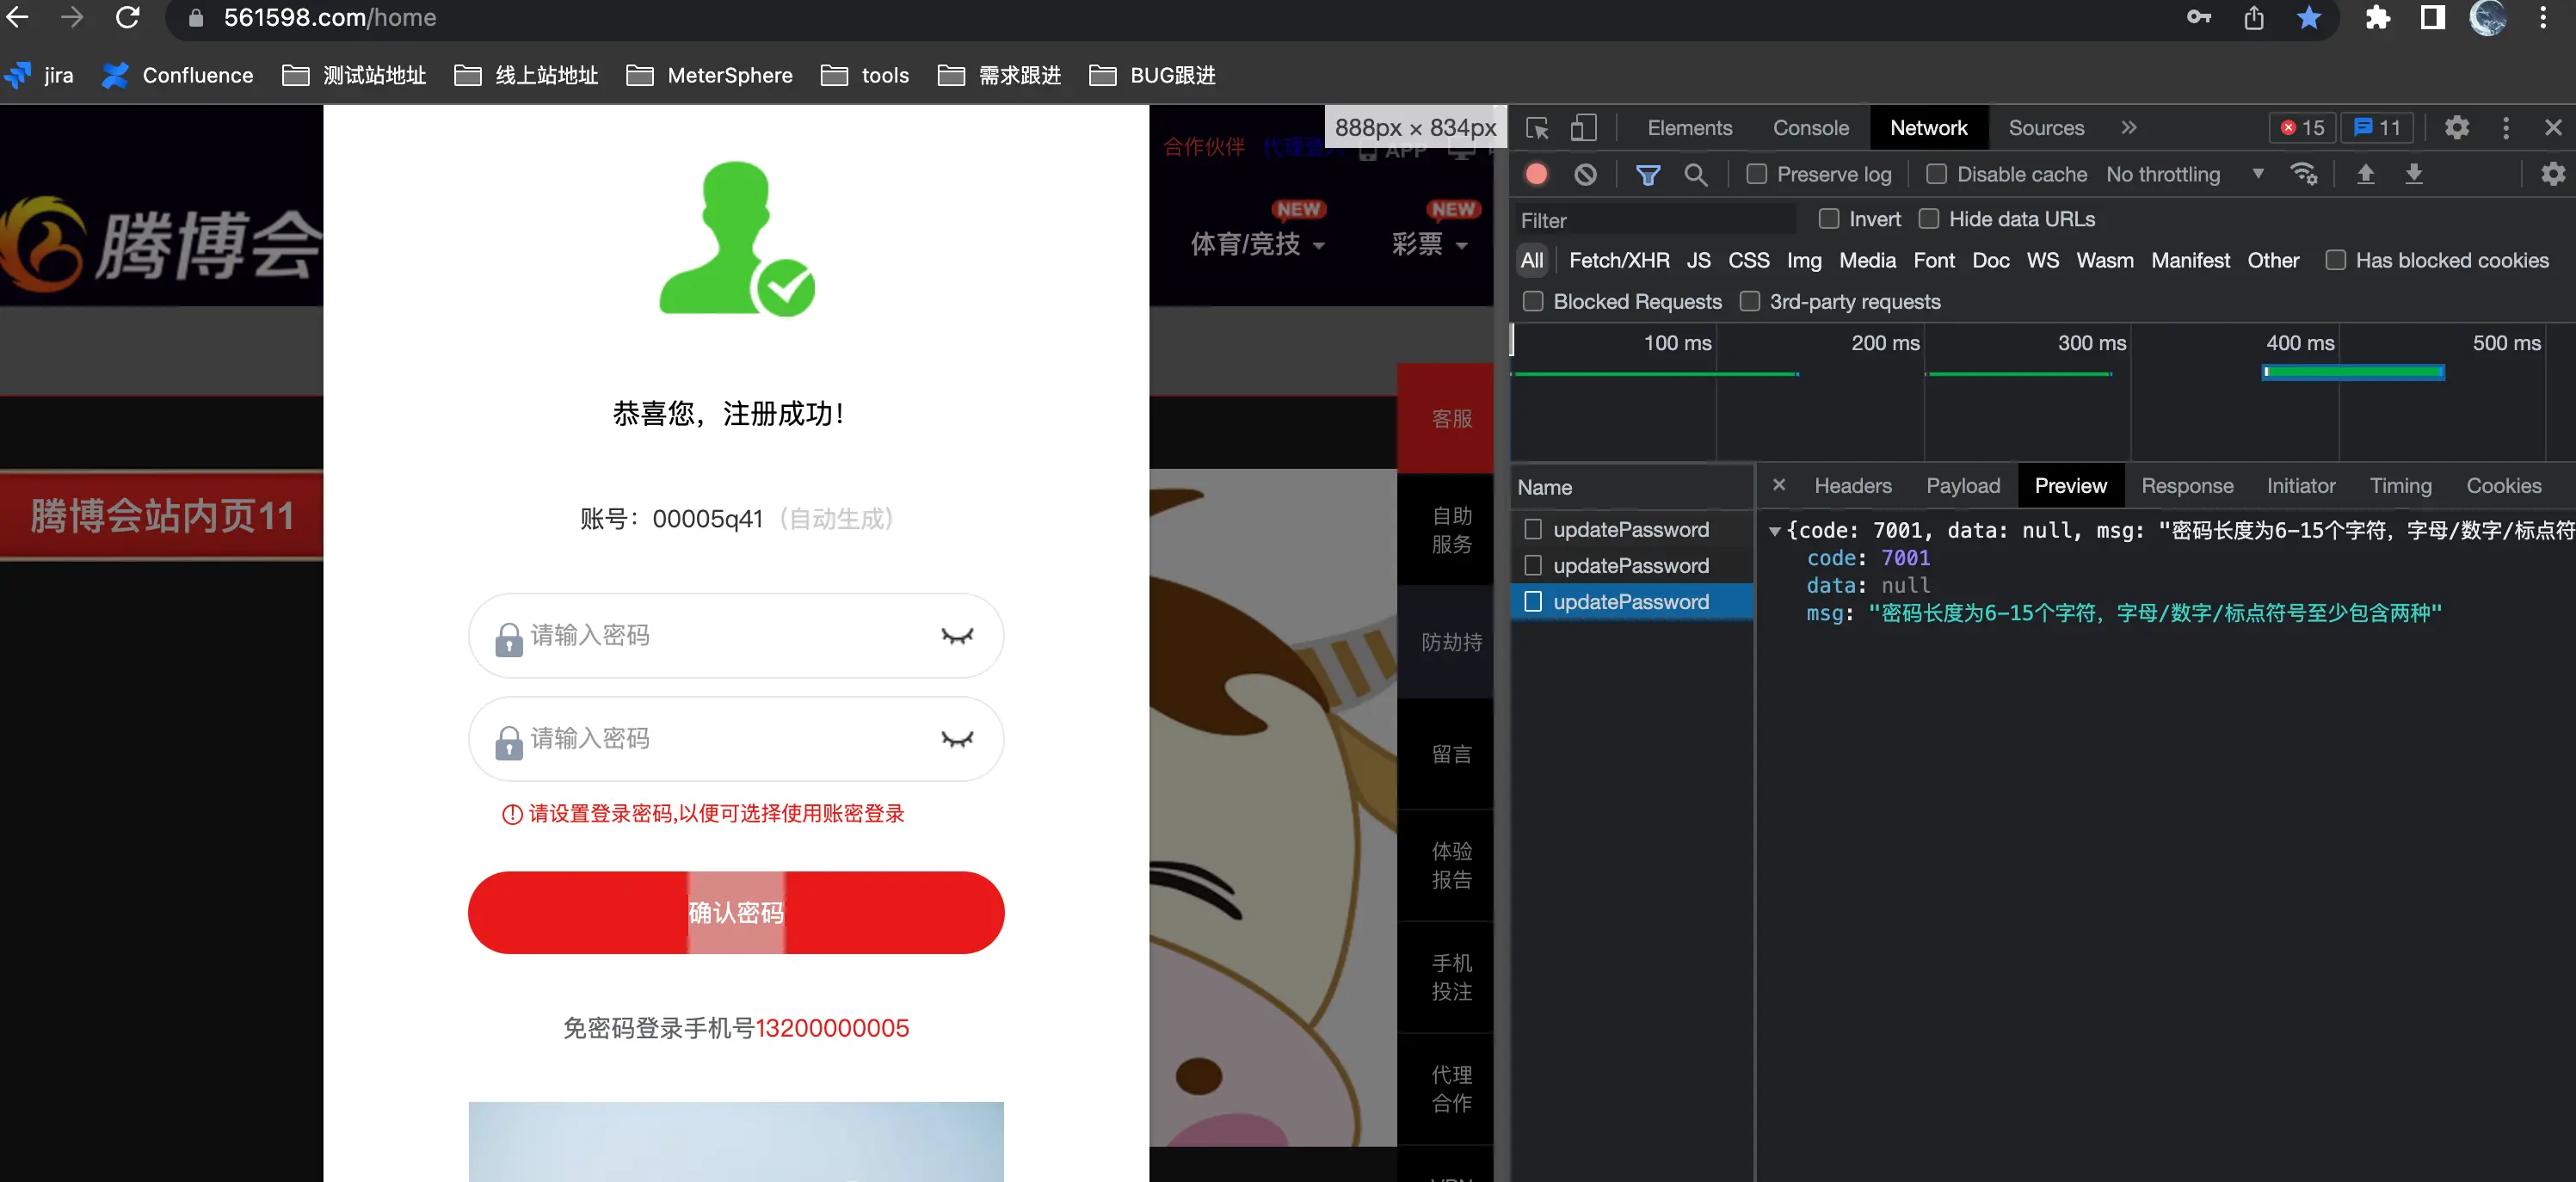 561598.com/home
jira
Confluence
测试站地址
线上站地址
MeterSphere
tools
需求跟进
BUG跟进
腾博会
合作伙伴
APP
888px × 834px
NEW
NEW
体育/竞技
彩票
腾博会站内页11
恭喜您，注册成功！
账号：00005q41（自动生成）
请输入密码
请输入密码
请设置登录密码,以便可选择使用账密登录
确认密码
免密码登录手机号13200000005
客服
自助
服务
防劫持
留言
体验
报告
手机
投注
代理
合作
Elements
Console
Network
Sources
15
11
Preserve log
Disable cache
No throttling
Filter
Invert
Hide data URLs
All
Fetch/XHR
JS
CSS
Img
Media
Font
Doc
WS
Wasm
Manifest
Other
Has blocked cookies
Blocked Requests
3rd-party requests
100 ms
200 ms
300 ms
400 ms
500 ms
Name
Headers
Payload
Preview
Response
Initiator
Timing
Cookies
updatePassword
updatePassword
updatePassword
{code: 7001, data: null, msg: "密码长度为6-15个字符，字母/数字/标点符
code: 7001
data: null
msg: "密码长度为6-15个字符，字母/数字/标点符号至少包含两种"